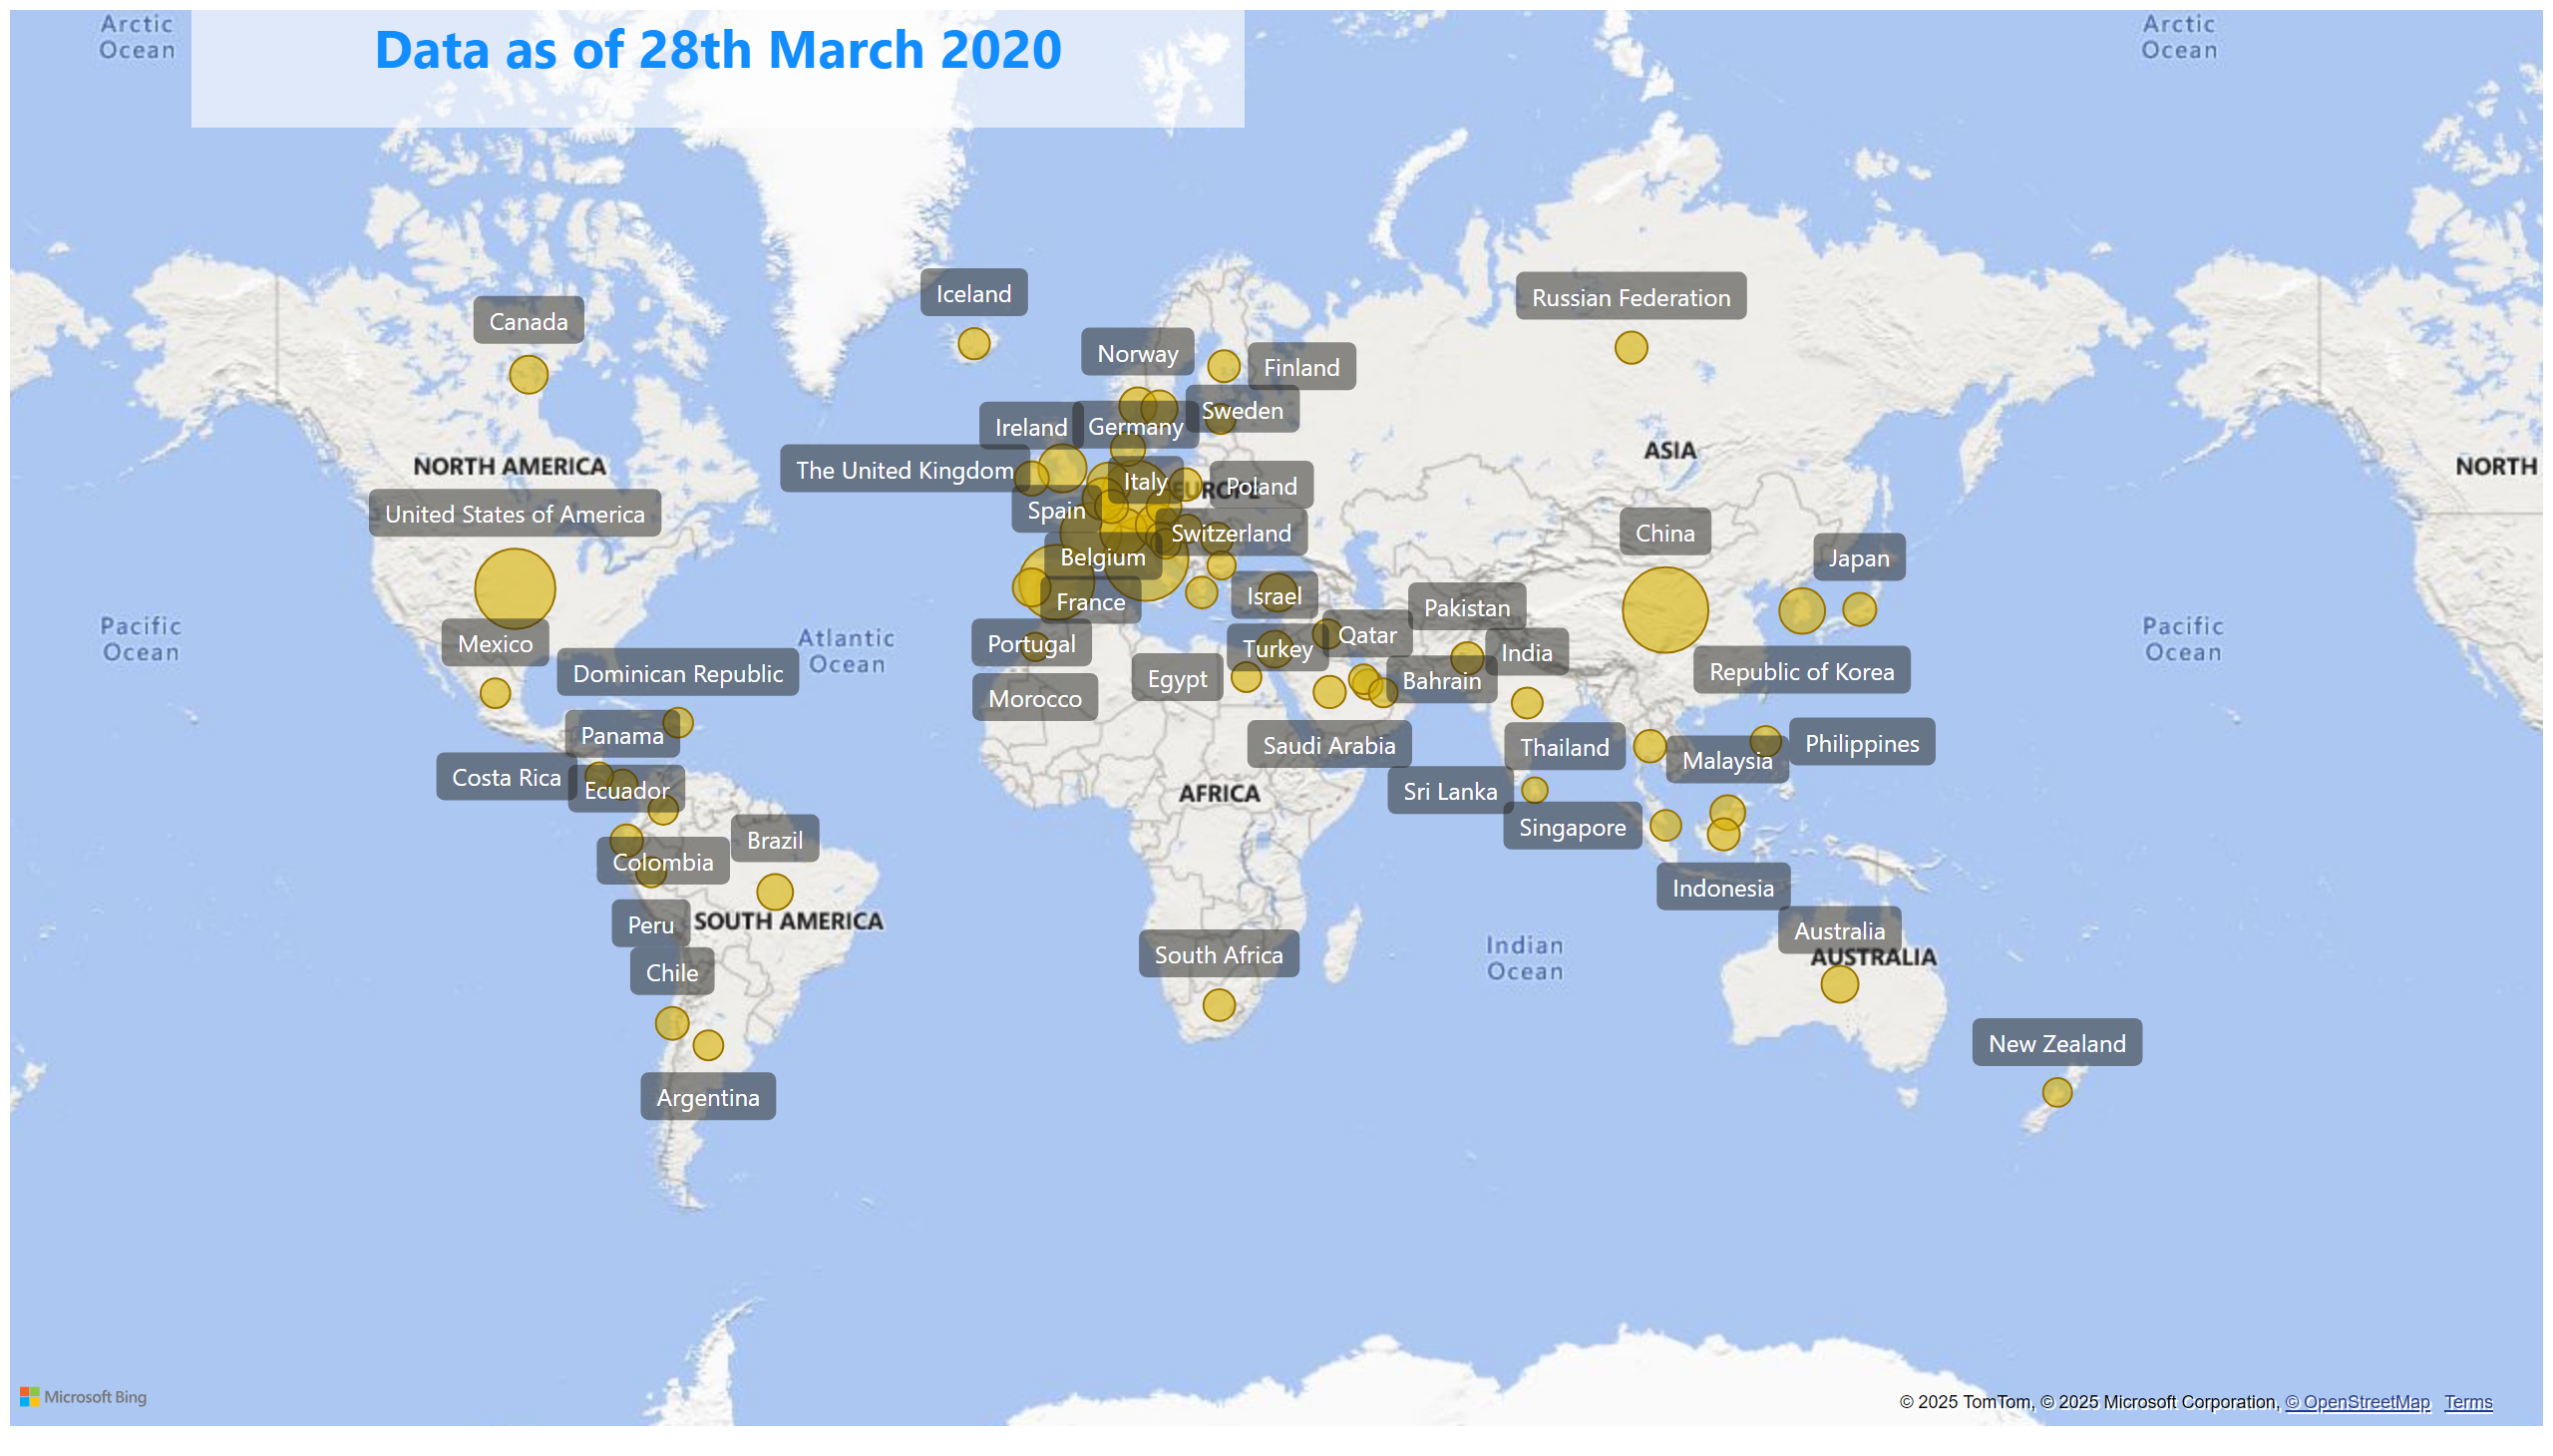 Data as of 28th March 2020
Arctic
Ocean
Arctic
Ocean
Iceland
Russian Federation
Canada
Norway
Finland
Sweden
Ireland
Germany
NORTH AMERICA
ASIA
NORTH
The United Kingdom
Italy
EUROPE
Poland
United States of America
Spain
Switzerland
China
Belgium
Japan
Israel
France
Pakistan
Pacific
Ocean
Atlantic
Ocean
Pacific
Ocean
Mexico
Portugal
Turkey
Qatar
India
Dominican Republic
Egypt
Bahrain
Republic of Korea
Morocco
Panama
Saudi Arabia
Thailand
Malaysia
Philippines
Costa Rica
Ecuador
AFRICA
Sri Lanka
Singapore
Brazil
Colombia
Indonesia
Peru
SOUTH AMERICA
Australia
AUSTRALIA
South Africa
Indian
Ocean
Chile
New Zealand
Argentina
Microsoft Bing
© 2025 TomTom, © 2025 Microsoft Corporation, © OpenStreetMap Terms